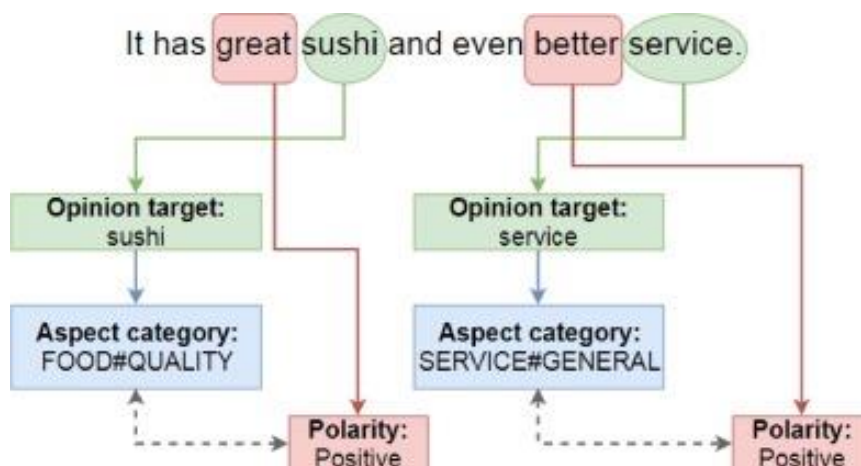 It has great sushi and even better service.
Opinion target:
sushi
Opinion target:
service
Aspect category:
FOOD#QUALITY
Aspect category:
SERVICE#GENERAL
Polarity:
Positive
Polarity:
Positive